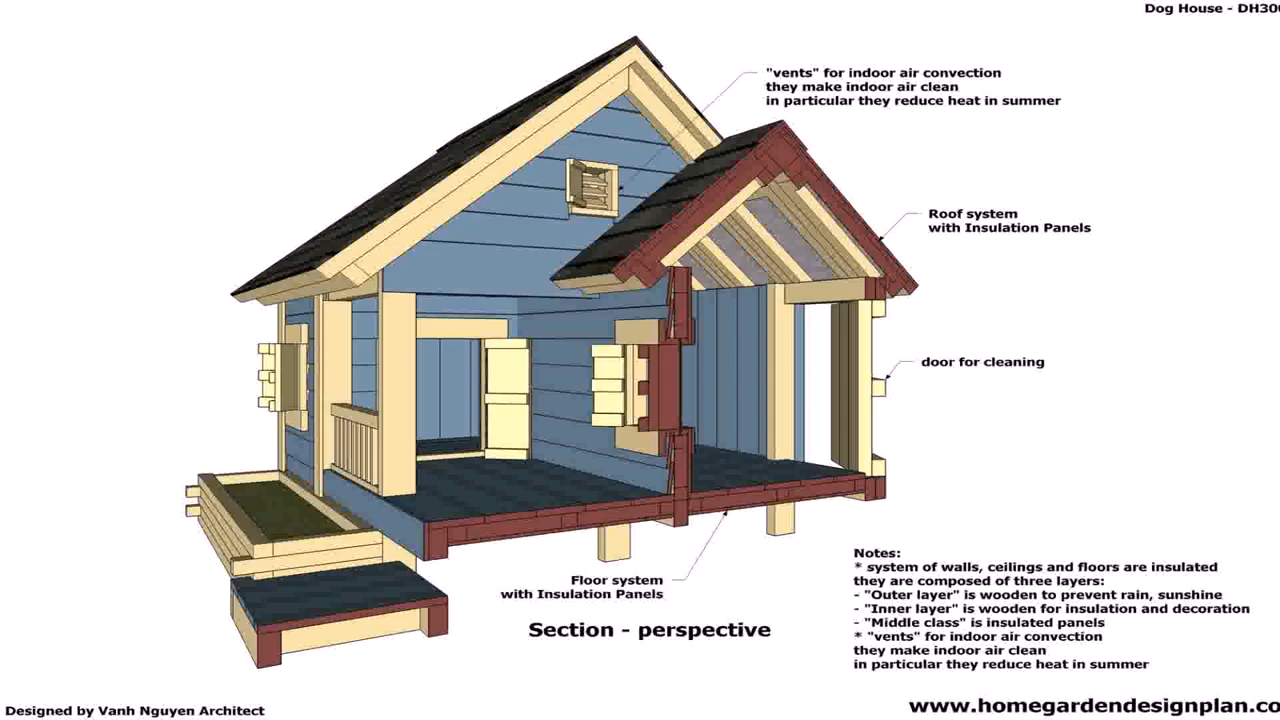 Dog House - DH300
"vents" for indoor air convection
they make indoor air clean
in particular they reduce heat in summer
Roof system
with Insulation Panels
door for cleaning
Floor system
with Insulation Panels
Section - perspective
Notes:
* system of walls, ceilings and floors are insulated
they are composed of three layers:
- "Outer layer" is wooden to prevent rain, sunshine
- "Inner layer" is wooden for insulation and decoration
- "Middle class" is insulated panels
* "vents" for indoor air convection
they make indoor air clean
in particular they reduce heat in summer
Designed by Vanh Nguyen Architect
www.homegardendesignplan.co